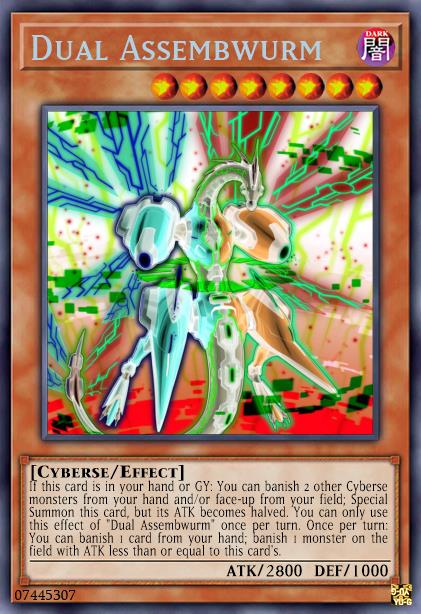 DUAL ASSEMBWURM
DARK
闇
[CYBERSE/EFFECT]
If this card is in your hand or GY: You can banish 2 other Cyberse
monsters from your hand and/or face-up from your field; Special
Summon this card, but its ATK becomes halved. You can only use
this effect of "Dual Assembwurm" once per turn. Once per turn:
You can banish 1 card from your hand; banish 1 monster on the
field with ATK less than or equal to this card's.
ATK/2800 DEF/1000
07445307